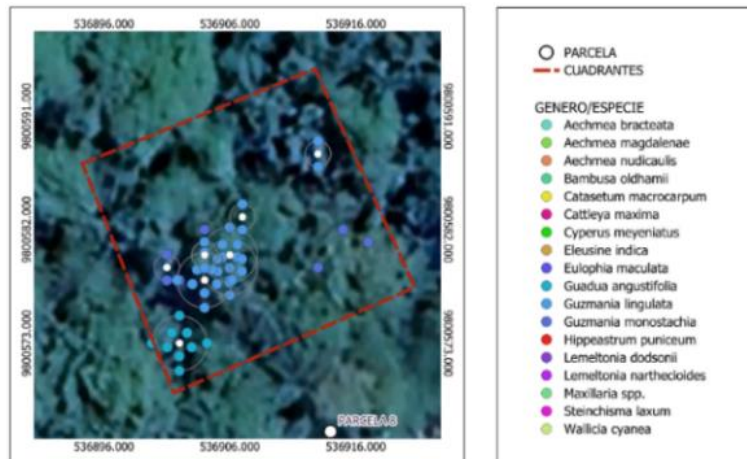 536896.000 536906.000 536916.000
9800591.000
9800582.000
9800573.000
9800591.000
9800582.000
9800573.000
PARCELA 8
536896.000 536906.000 536916.000
PARCELA
CUADRANTES
GENERO/ESPECIE
Aechmea bracteata
Aechmea magdalenae
Aechmea nudicaulis
Bambusa oldhamii
Catasetum macrocarpum
Cattleya maxima
Cyperus meyeniatus
Eleusine indica
Eulophia maculata
Guadua angustifolia
Guzmania lingulata
Guzmania monostachia
Hippeastrum puniceum
Lemeltonia dodsonii
Lemeltonia narthecioides
Maxillaria spp.
Steinchisma laxum
Wallicia cyanea